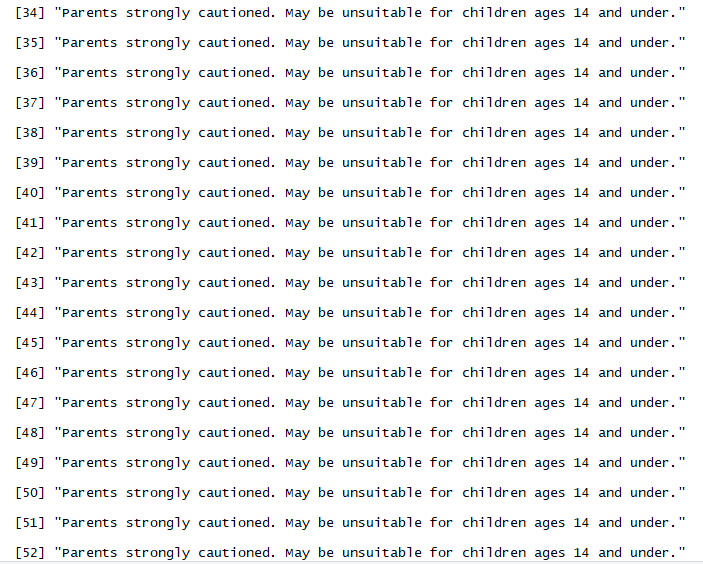 [34] "Parents strongly cautioned. May be unsuitable for children ages 14 and under."
[35] "Parents strongly cautioned. May be unsuitable for children ages 14 and under."
[36] "Parents strongly cautioned. May be unsuitable for children ages 14 and under."
[37] "Parents strongly cautioned. May be unsuitable for children ages 14 and under."
[38] "Parents strongly cautioned. May be unsuitable for children ages 14 and under."
[39] "Parents strongly cautioned. May be unsuitable for children ages 14 and under."
[40] "Parents strongly cautioned. May be unsuitable for children ages 14 and under."
[41] "Parents strongly cautioned. May be unsuitable for children ages 14 and under."
[42] "Parents strongly cautioned. May be unsuitable for children ages 14 and under."
[43] "Parents strongly cautioned. May be unsuitable for children ages 14 and under."
[44] "Parents strongly cautioned. May be unsuitable for children ages 14 and under."
[45] "Parents strongly cautioned. May be unsuitable for children ages 14 and under."
[46] "Parents strongly cautioned. May be unsuitable for children ages 14 and under."
[47] "Parents strongly cautioned. May be unsuitable for children ages 14 and under."
[48] "Parents strongly cautioned. May be unsuitable for children ages 14 and under."
[49] "Parents strongly cautioned. May be unsuitable for children ages 14 and under."
[50] "Parents strongly cautioned. May be unsuitable for children ages 14 and under."
[51] "Parents strongly cautioned. May be unsuitable for children ages 14 and under."
[52] "Parents strongly cautioned. May be unsuitable for children ages 14 and under."